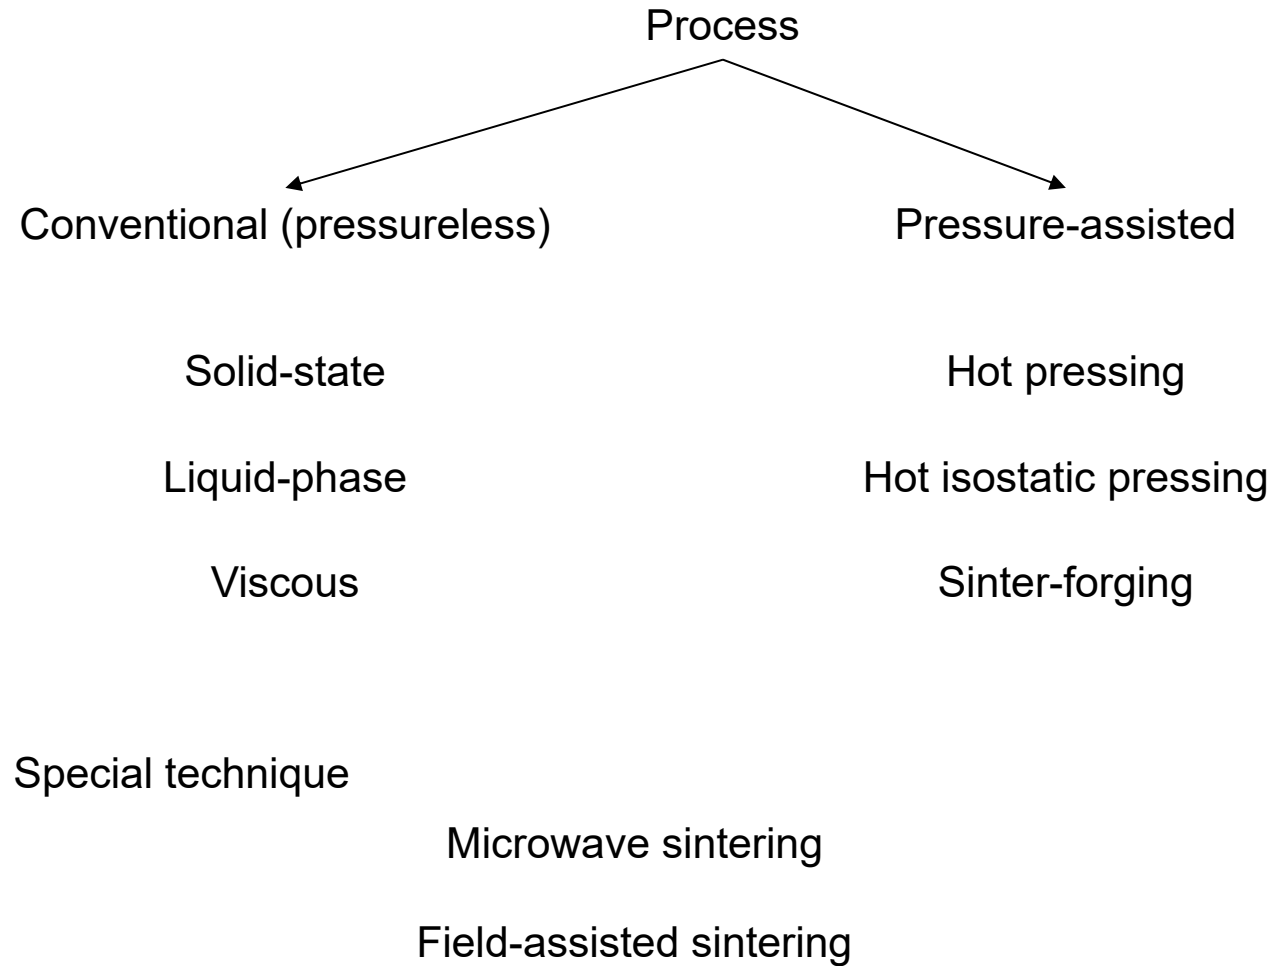 Process
Conventional (pressureless)
Pressure-assisted
Solid-state
Hot pressing
Liquid-phase
Hot isostatic pressing
Viscous
Sinter-forging
Special technique
Microwave sintering
Field-assisted sintering